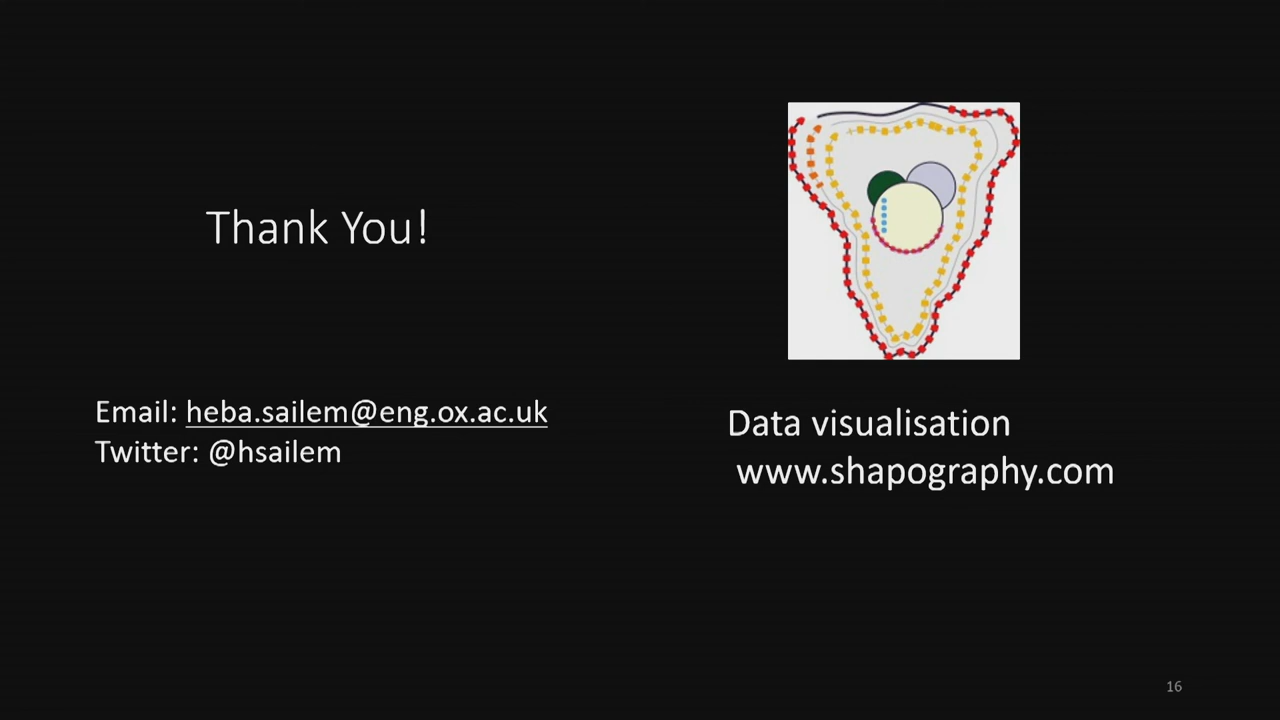 Thank You!
Email: heba.sailem@eng.ox.ac.uk
Twitter: @hsailem
Data visualisation
www.shapography.com
16